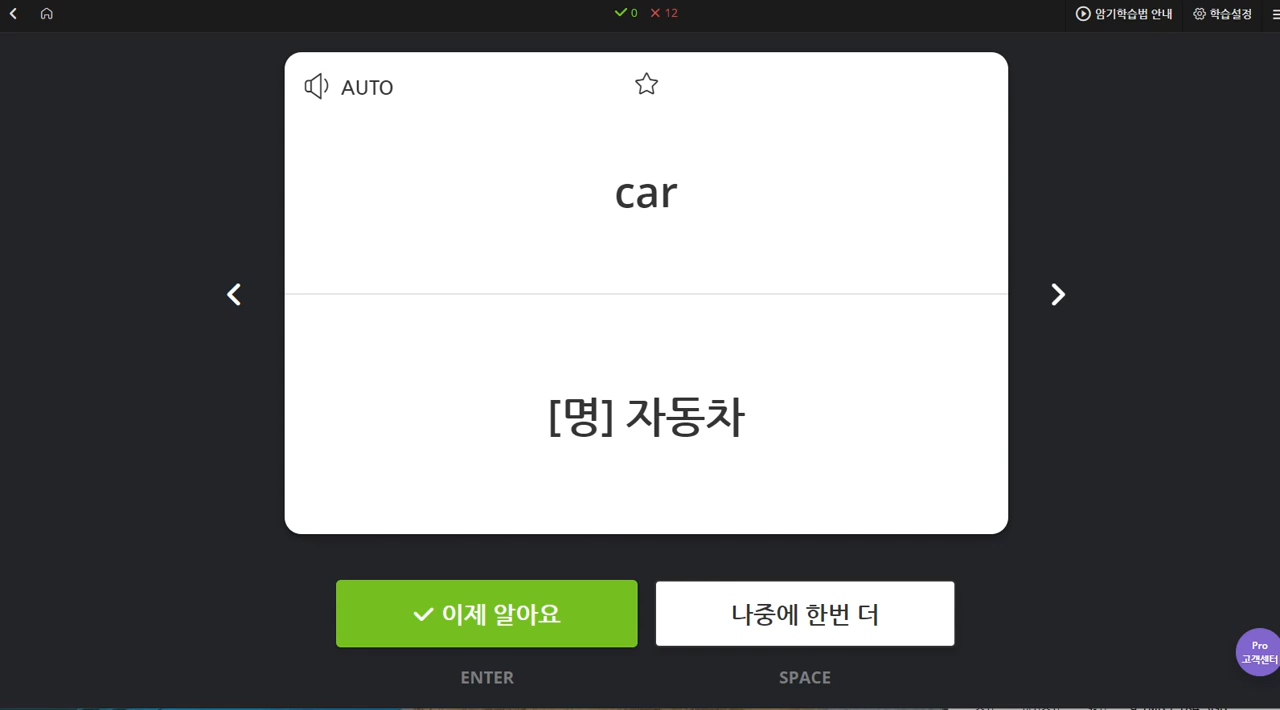 0 12 암기학습법 안내 학습설정
AUTO
car
[명] 자동차
이제 알아요 나중에 한번 더
ENTER SPACE
Pro
고객센터